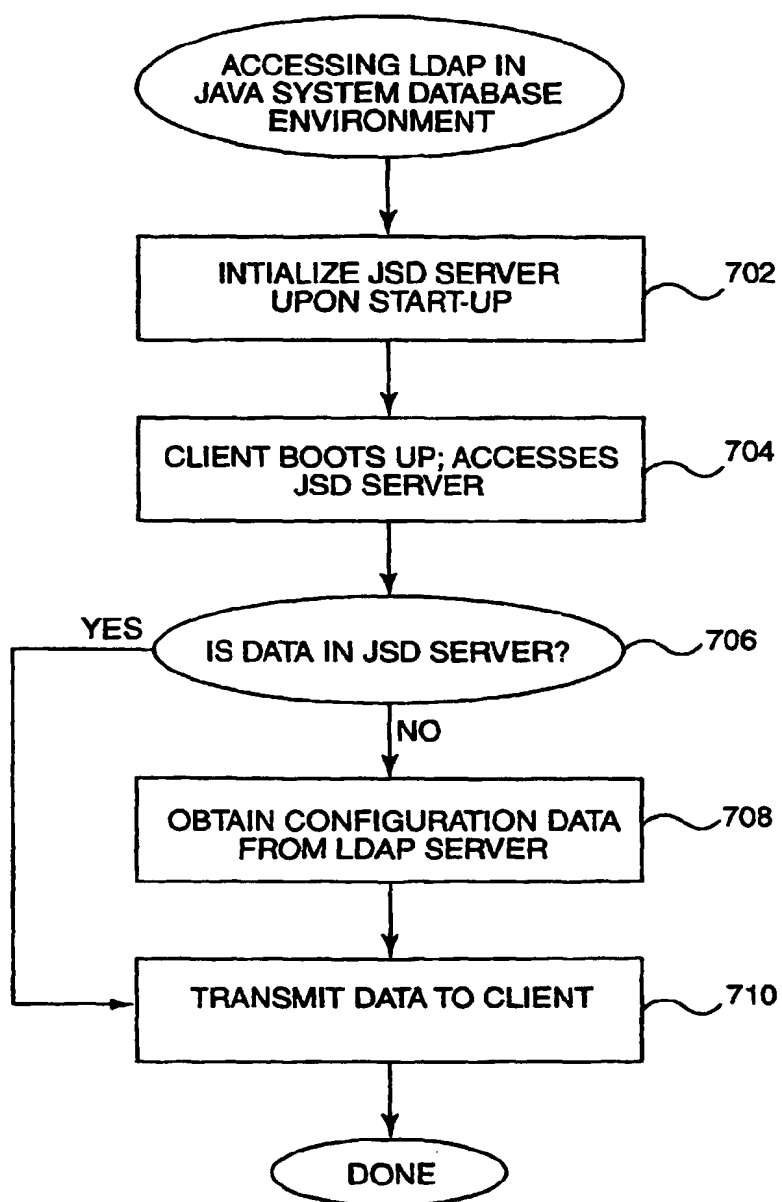 ACCESSING LDAP IN
JAVA SYSTEM DATABASE
ENVIRONMENT
INTIALIZE JSD SERVER
UPON START-UP
702
CLIENT BOOTS UP; ACCESSES
JSD SERVER
704
YES
IS DATA IN JSD SERVER?
706
NO
OBTAIN CONFIGURATION DATA
FROM LDAP SERVER
708
TRANSMIT DATA TO CLIENT
710
DONE